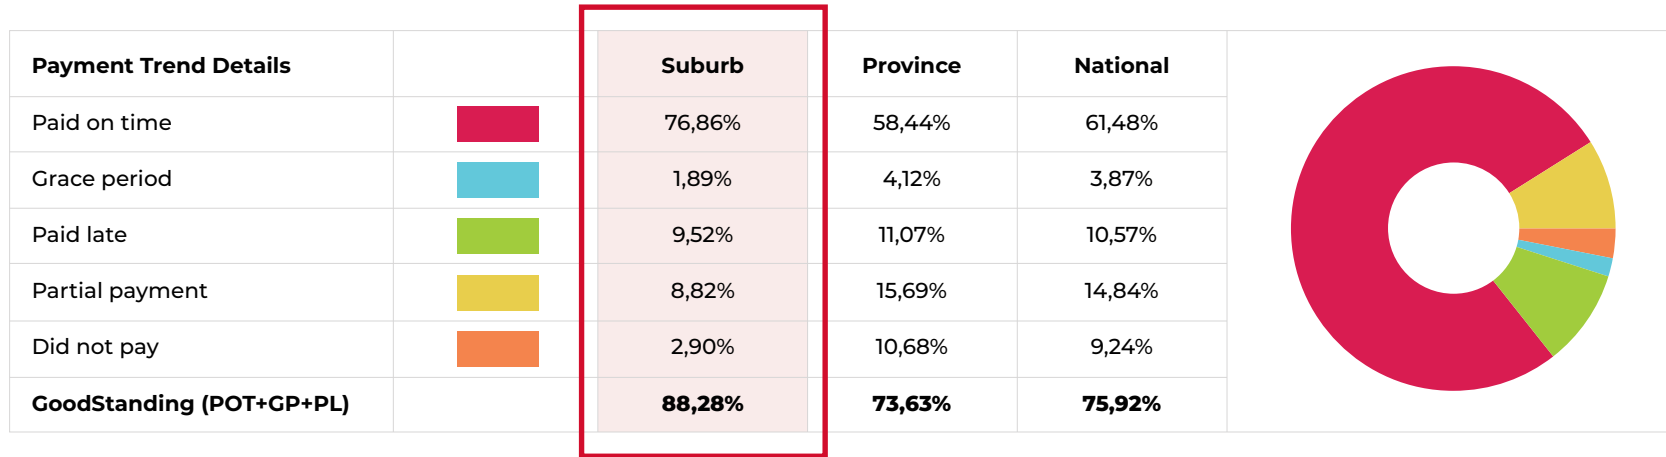 Payment Trend Details Suburb Province National
Paid on time 76,86% 58,44% 61,48%
Grace period 1,89% 4,12% 3,87%
Paid late 9,52% 11,07% 10,57%
Partial payment 8,82% 15,69% 14,84%
Did not pay 2,90% 10,68% 9,24%
GoodStanding (POT+GP+PL) 88,28% 73,63% 75,92%